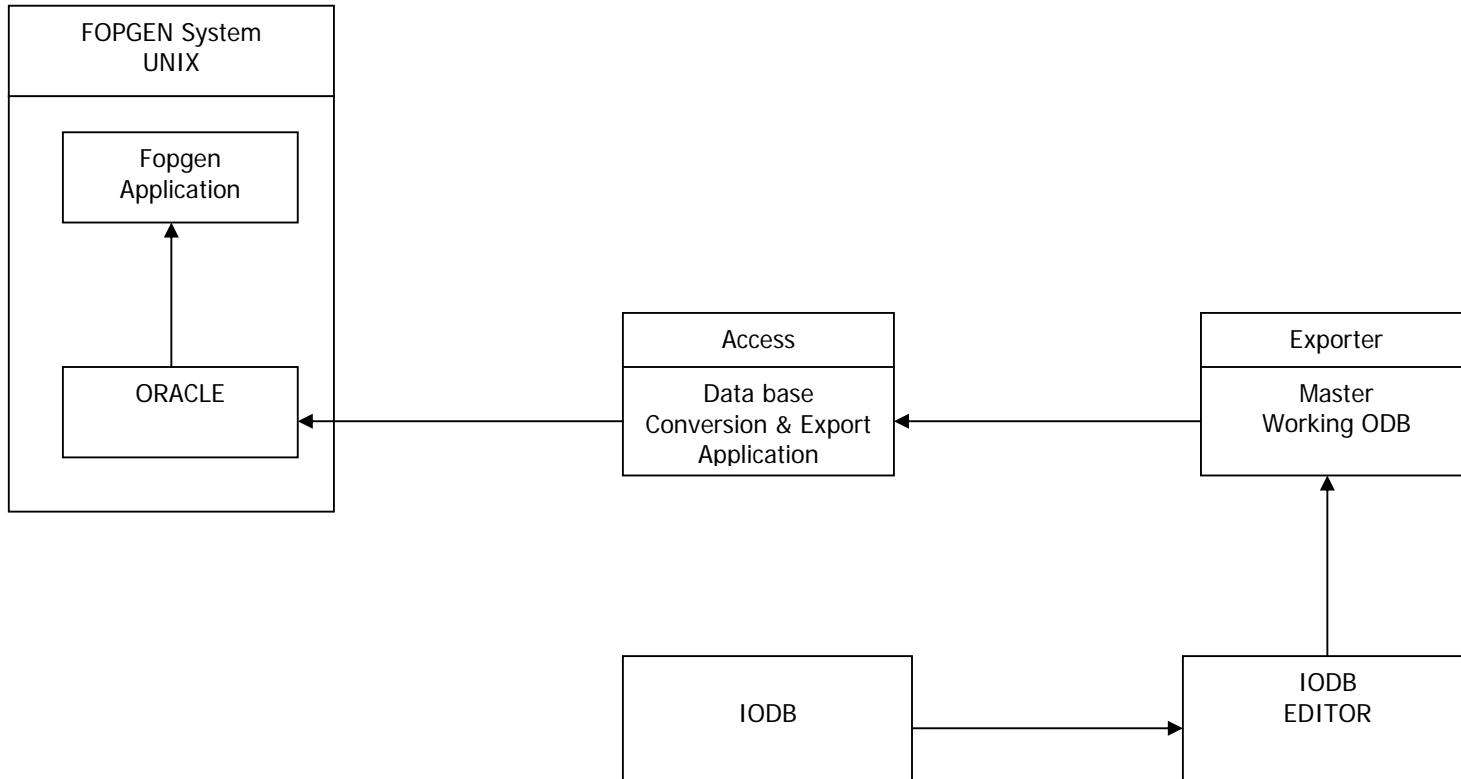 FOPGEN System
UNIX
Fopgen
Application
ORACLE
Access
Data base
Conversion & Export
Application
Exporter
Master
Working ODB
IODB
IODB
EDITOR